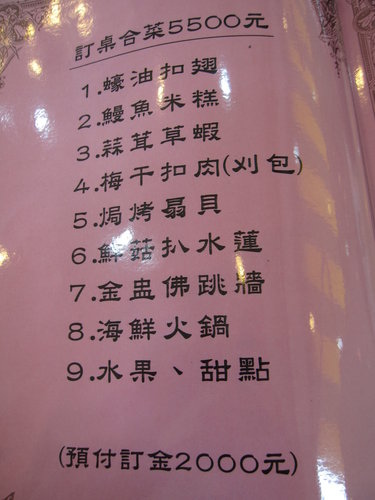 訂桌合菜5500元
1.蠔油扣翅
2.鰻魚米糕
3.蒜茸草蝦
4.梅干扣肉(刈包)
5.焗烤扇貝
6.鮮菇扒水蓮
7.金盅佛跳牆
8.海鮮火鍋
9.水果、甜點
(預付訂金2000元)